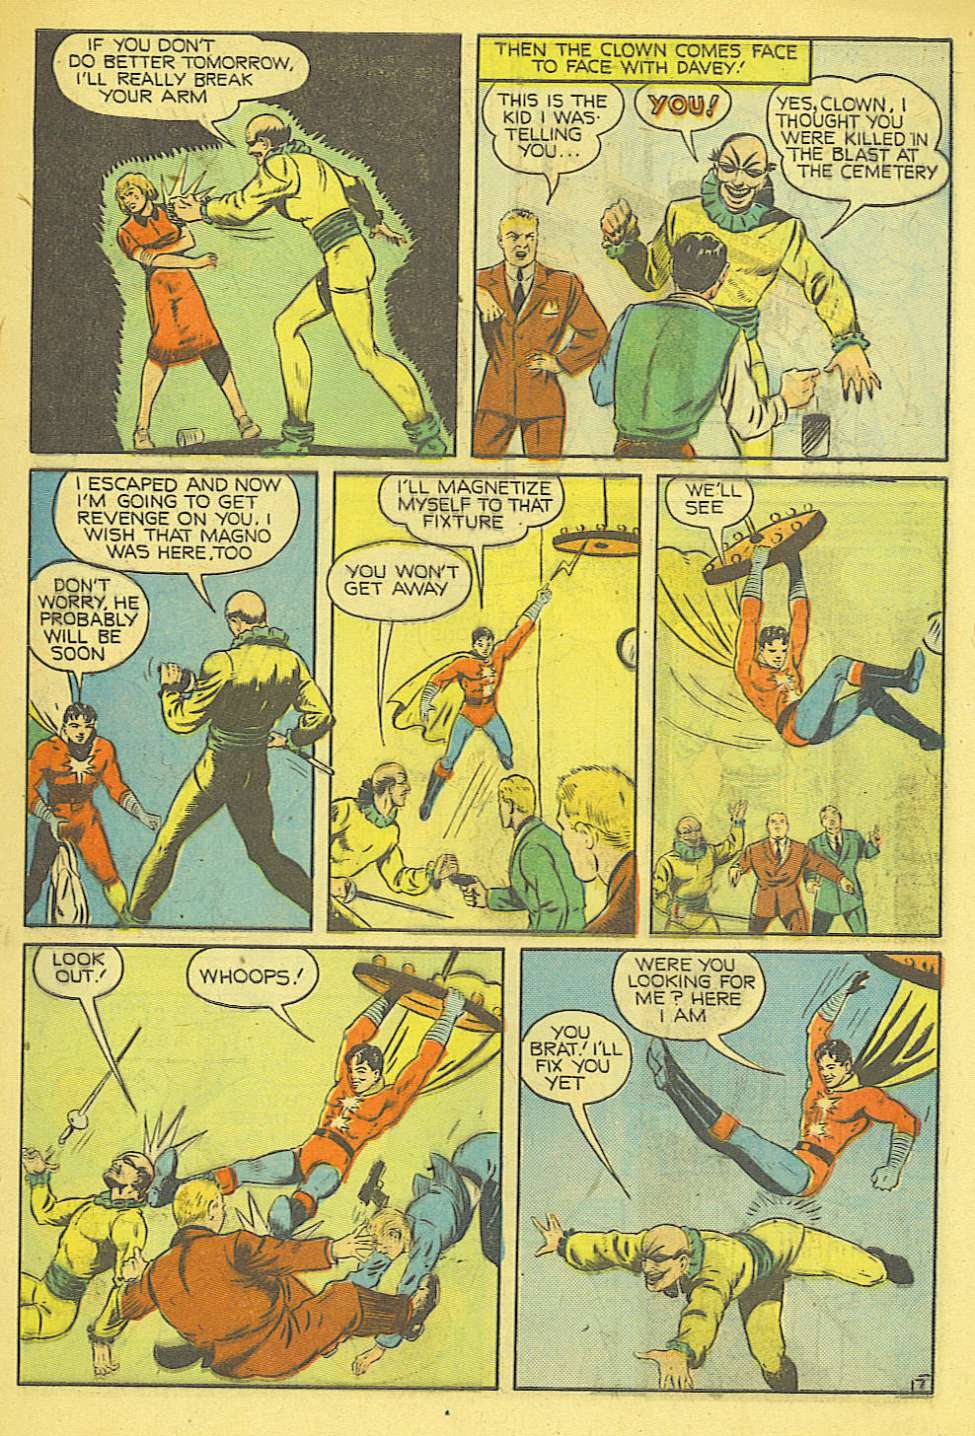 IF YOU DON'T
DO BETTER TOMORROW,
I'LL REALLY BREAK
YOUR ARM
THEN THE CLOWN COMES FACE
TO FACE WITH DAVEY!
THIS IS THE
KID I WAS
TELLING
YOU...
YOU!
YES, CLOWN, I
THOUGHT YOU
WERE KILLED IN
THE BLAST AT
THE CEMETERY
I ESCAPED AND NOW
I'M GOING TO GET
REVENGE ON YOU. I
WISH THAT MAGNO
WAS HERE, TOO
DON'T
WORRY, HE
PROBABLY
WILL BE
SOON
I'LL MAGNETIZE
MYSELF TO THAT
FIXTURE
YOU WON'T
GET AWAY
WE'LL
SEE
LOOK
OUT!
WHOOPS!
WERE YOU
LOOKING FOR
ME? HERE
I AM
YOU
BRAT! I'LL
FIX YOU
YET
17